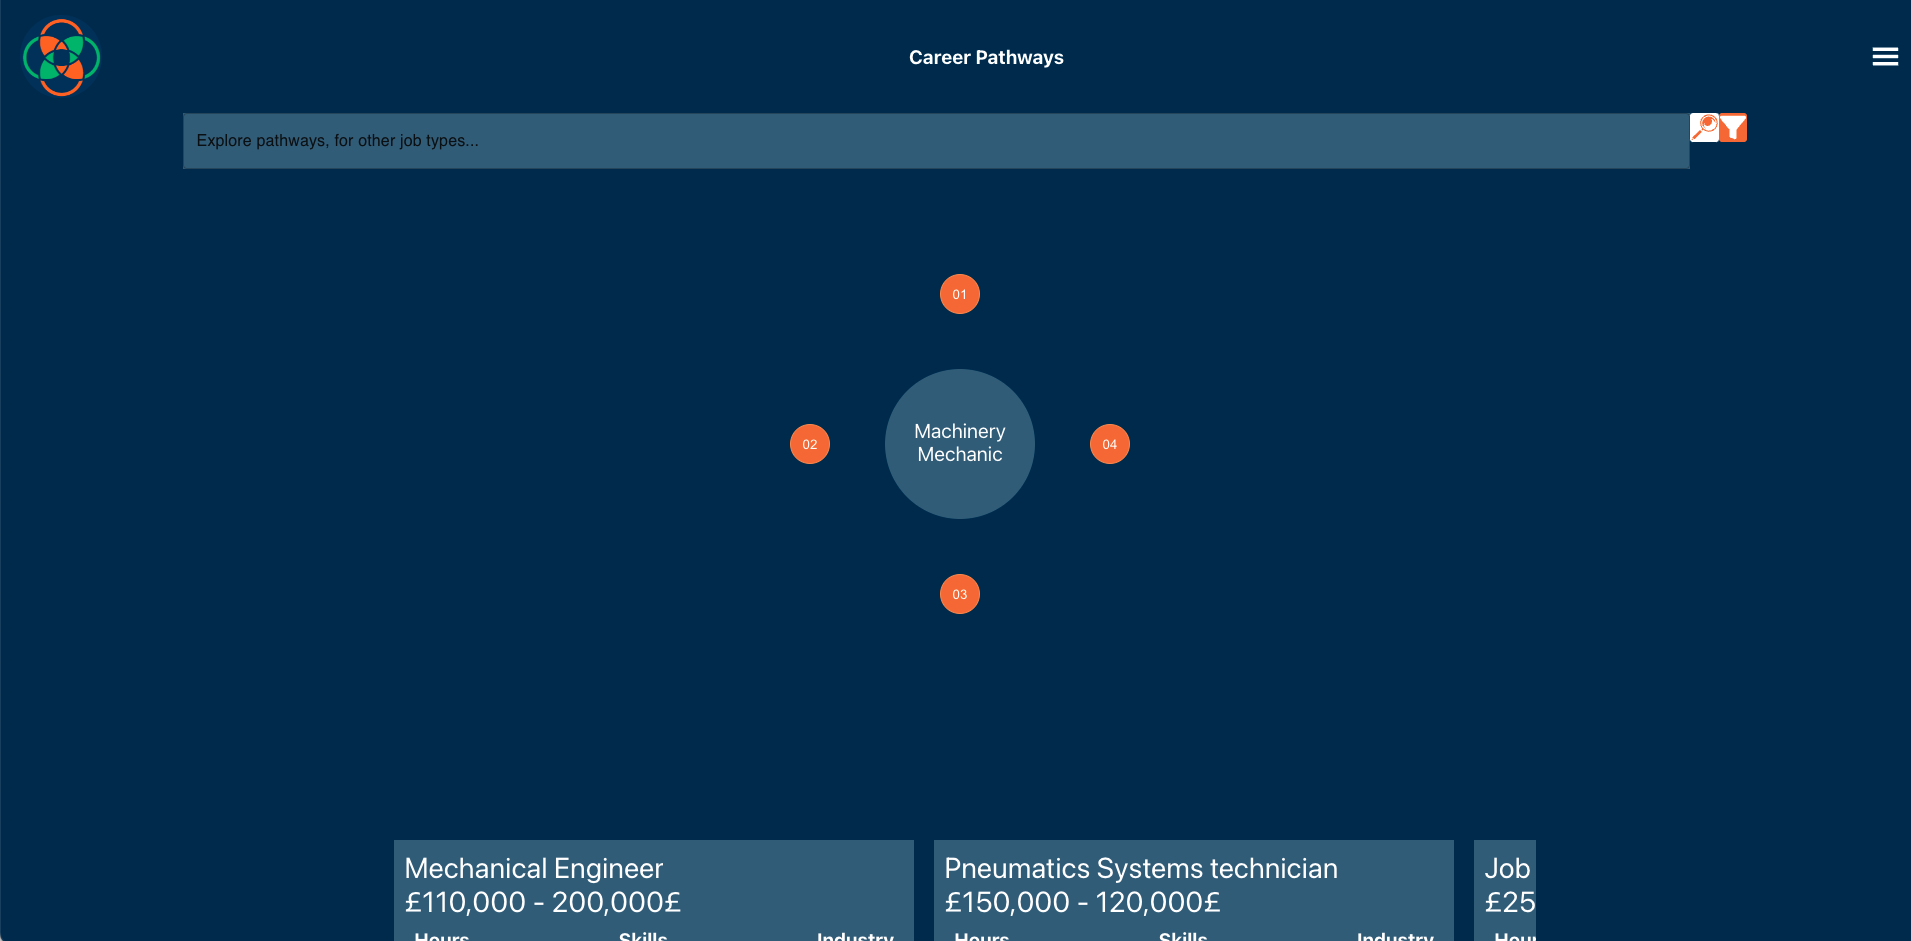 Career Pathways
Explore pathways, for other job types...
01
02
Machinery
Mechanic
04
03
Mechanical Engineer
£110,000 - 200,000£
Hours Skills Industry
Pneumatics Systems technician
£150,000 - 120,000£
Hours Skills Industry
Job
£25